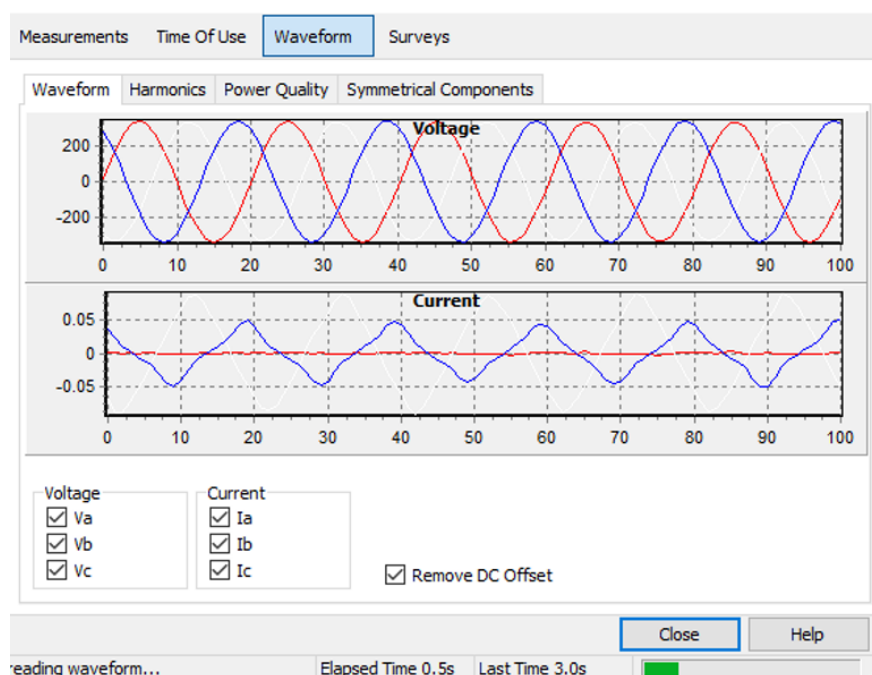 Measurements Time Of Use Waveform Surveys
Waveform Harmonics Power Quality Symmetrical Components
Voltage
200
0
-200
0 10 20 30 40 50 60 70 80 90 100
Current
0.05
0
-0.05
0 10 20 30 40 50 60 70 80 90 100
Voltage Current
Va Ia
Vb Ib
Vc Ic
Remove DC Offset
Close Help
reading waveform... Elapsed Time 0.5s Last Time 3.0s